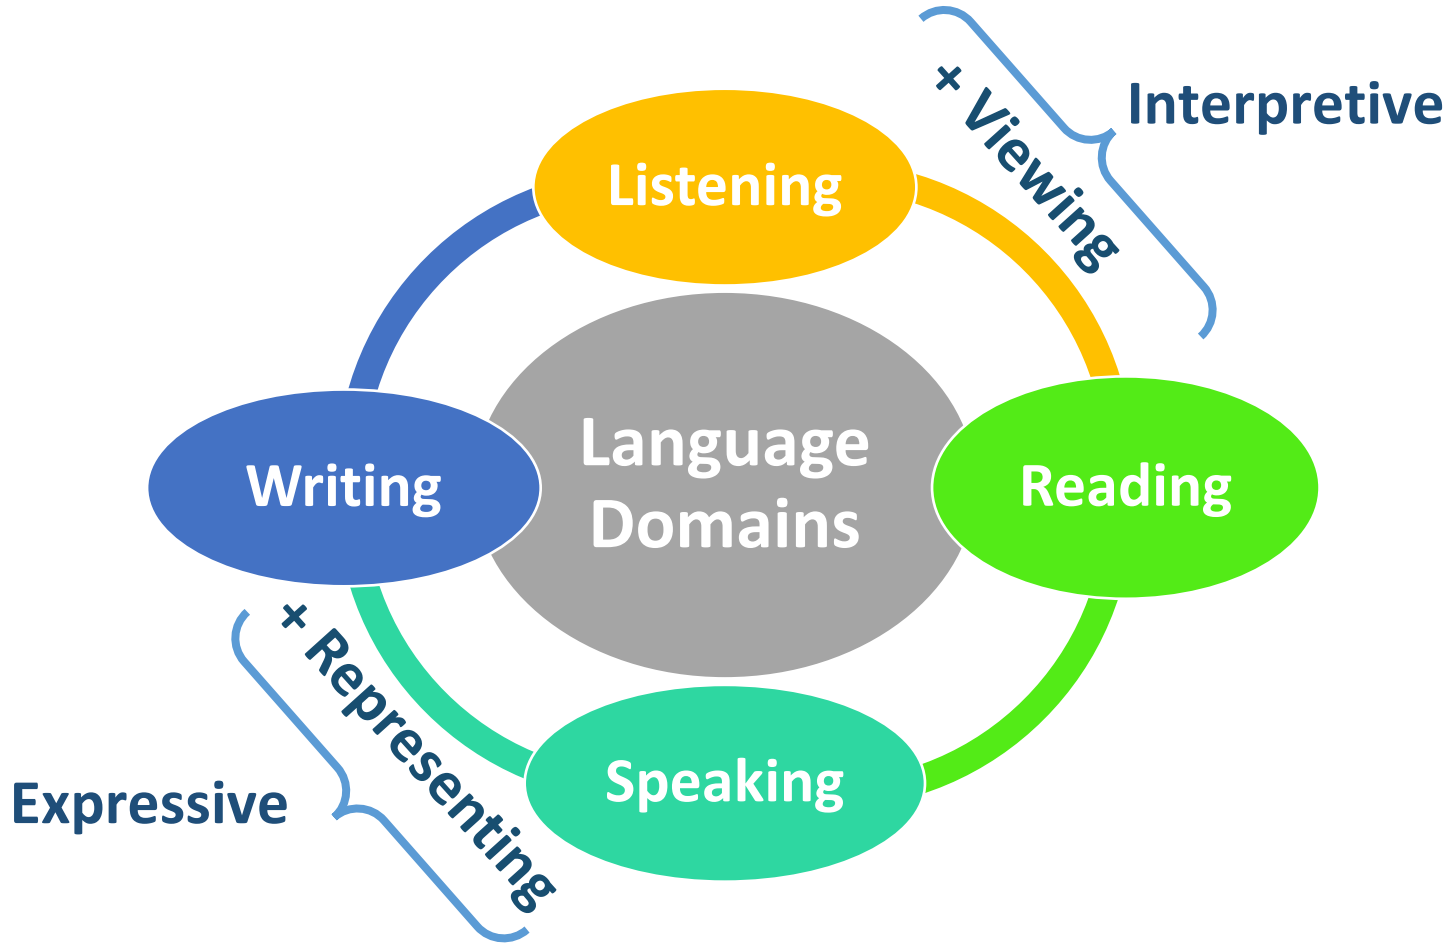 + Viewing
Interpretive
Listening
Language
Domains
Writing
Reading
+ Representing
Speaking
Expressive